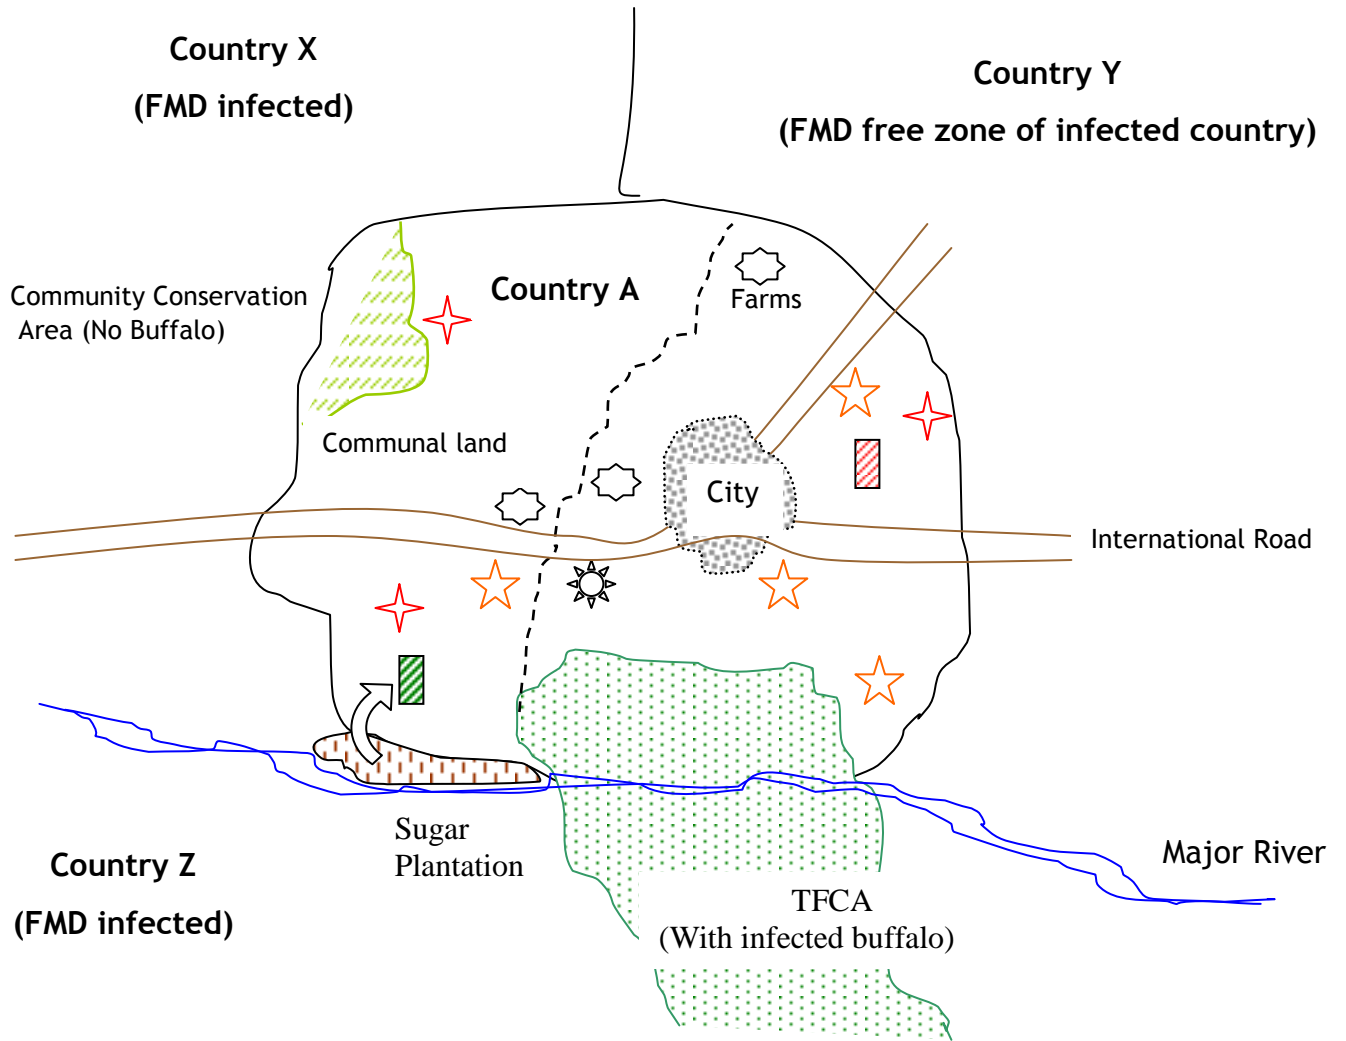 Country X
(FMD infected)
Country Y
(FMD free zone of infected country)
Community Conservation
Area (No Buffalo)
Country A
Farms
Communal land
City
International Road
Sugar
Plantation
Country Z
(FMD infected)
Major River
TFCA
(With infected buffalo)